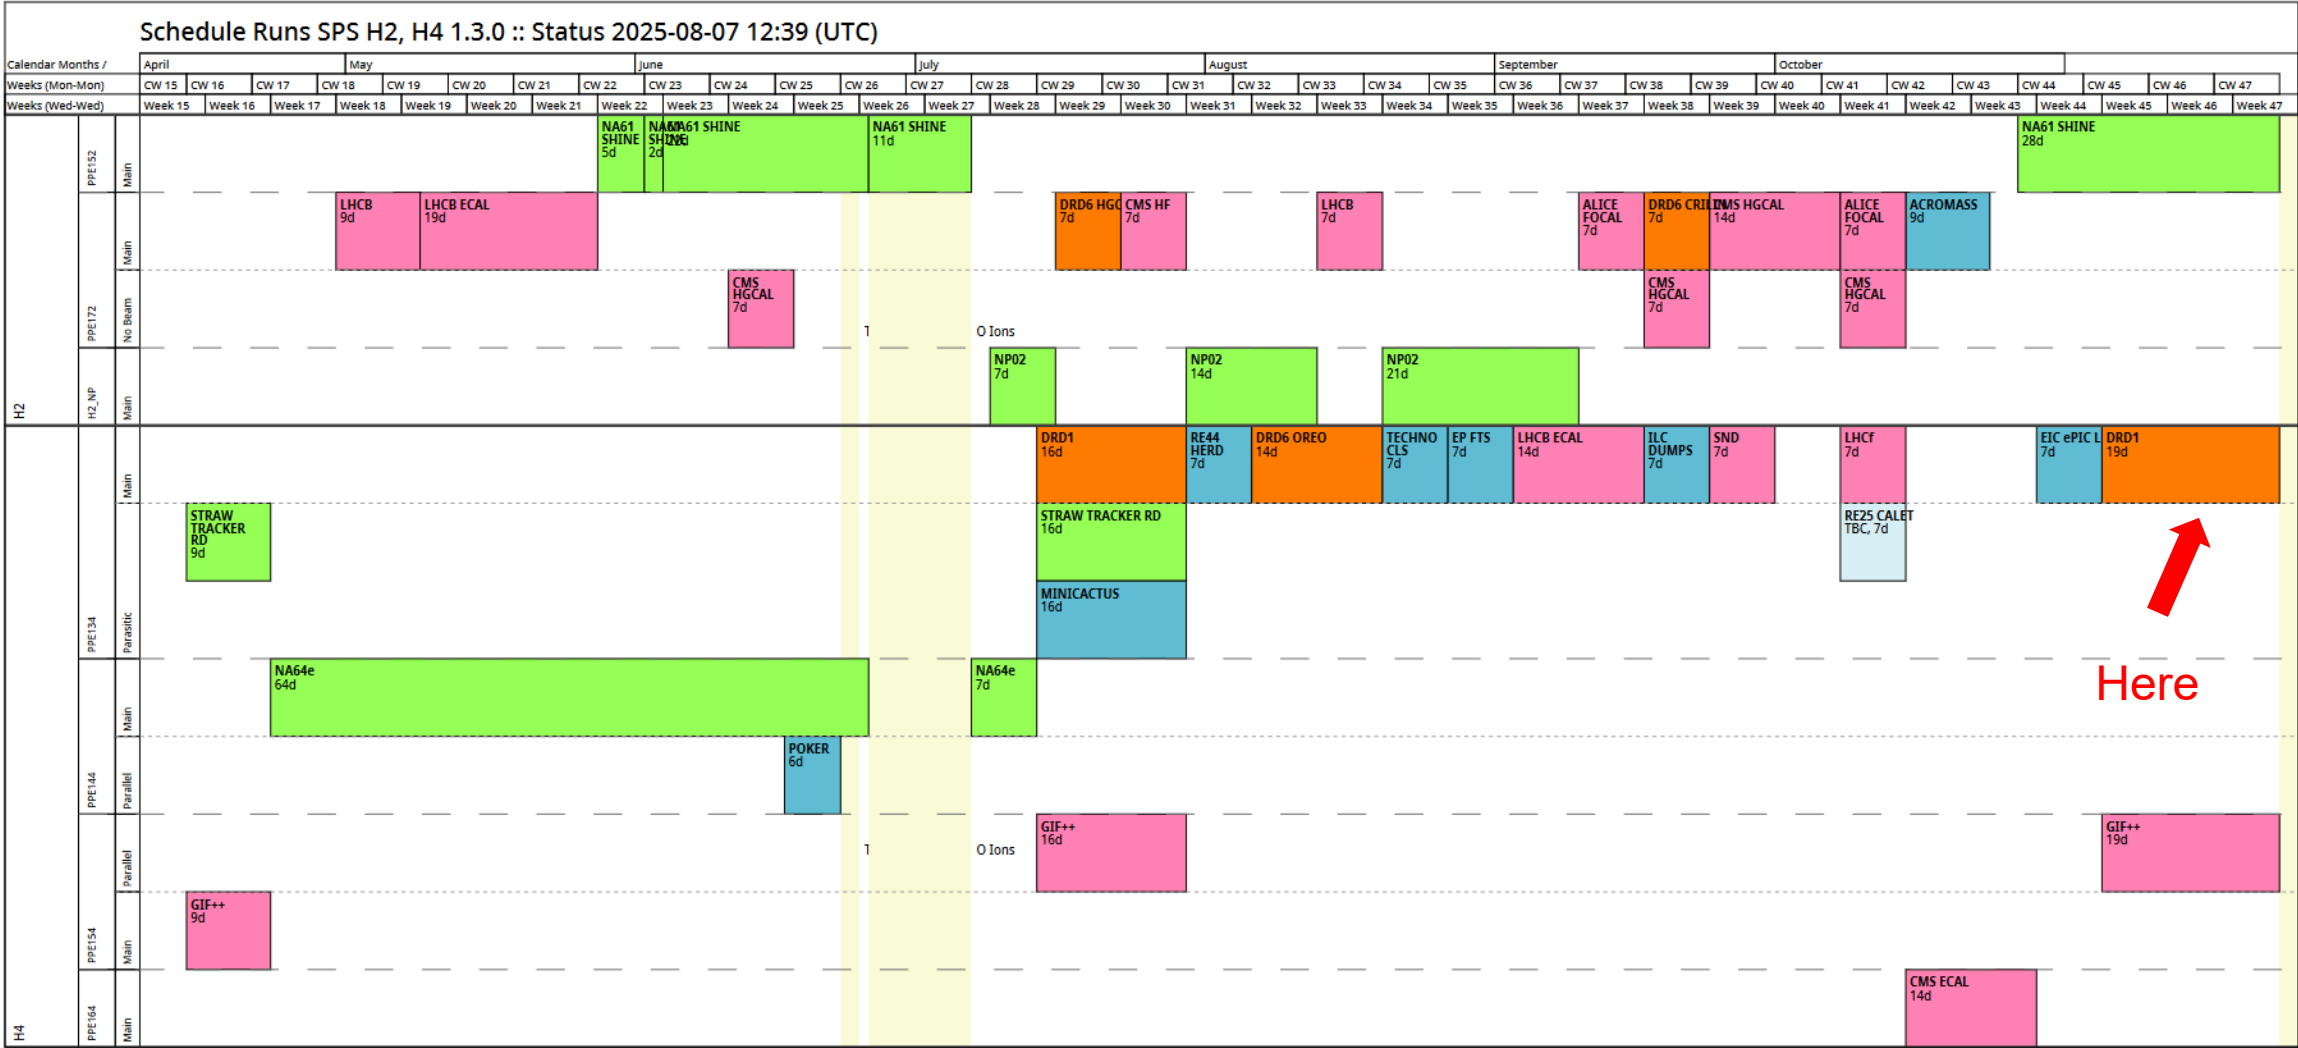 Schedule Runs SPS H2, H4 1.3.0 :: Status 2025-08-07 12:39 (UTC)
Calendar Months / April May June July August September October
Weeks (Mon-Mon) CW 15 CW 16 CW 17 CW 18 CW 19 CW 20 CW 21 CW 22 CW 23 CW 24 CW 25 CW 26 CW 27 CW 28 CW 29 CW 30 CW 31 CW 32 CW 33 CW 34 CW 35 CW 36 CW 37 CW 38 CW 39 CW 40 CW 41 CW 42 CW 43 CW 44 CW 45 CW 46 CW 47
Weeks (Wed-Wed) Week 15 Week 16 Week 17 Week 18 Week 19 Week 20 Week 21 Week 22 Week 23 Week 24 Week 25 Week 26 Week 27 Week 28 Week 29 Week 30 Week 31 Week 32 Week 33 Week 34 Week 35 Week 36 Week 37 Week 38 Week 39 Week 40 Week 41 Week 42 Week 43 Week 44 Week 45 Week 46 Week 47
H2
PPE152
Main
NA61
SHINE
5d
NA61
SHINE
2d
NA61 SHINE
NA61 SHINE
11d
NA61 SHINE
28d
PPE172
Main
LHCB
9d
LHCB ECAL
19d
DRD6 HGC
7d
CMS HF
7d
LHCB
7d
ALICE
FOCAL
7d
DRD6 CRILIN
7d
CMS HGCAL
14d
ALICE
FOCAL
7d
ACROMASS
9d
No Beam
CMS
HGCAL
7d
T
O Ions
CMS
HGCAL
7d
CMS
HGCAL
7d
H2_NP
Main
NP02
7d
NP02
14d
NP02
21d
H4
PPE134
Main
DRD1
16d
RE44
HERD
7d
DRD6 OREO
14d
TECHNO
CLS
7d
EP FTS
7d
LHCB ECAL
14d
ILC
DUMPS
7d
SND
7d
LHCf
7d
EIC ePIC L
7d
DRD1
19d
Parasitic
STRAW
TRACKER
RD
9d
STRAW TRACKER RD
16d
RE25 CALET
TBC, 7d
MINICACTUS
16d
Here
PPE144
Main
NA64e
64d
NA64e
7d
Parallel
POKER
6d
PPE154
Parallel
T
O Ions
GIF++
16d
GIF++
19d
Main
GIF++
9d
PPE164
Main
CMS ECAL
14d